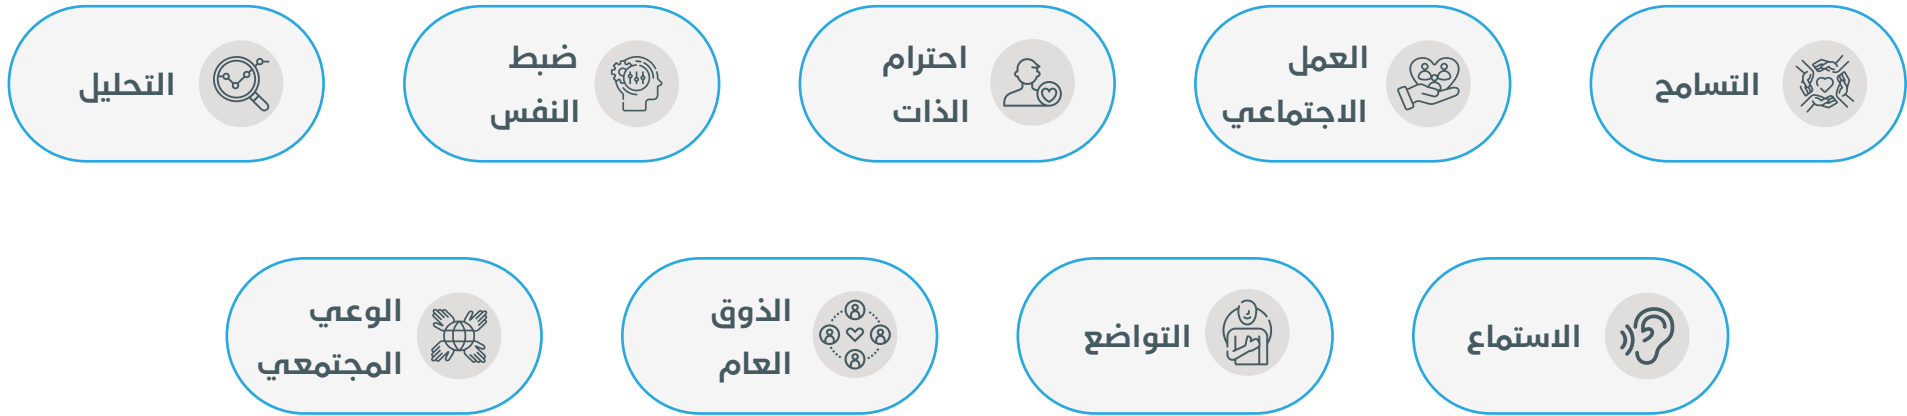 التسامح
العمل
الاجتماعي
احترام
الذات
ضبط
النفس
التحليل
الاستماع
التواضع
الذوق
العام
الوعي
المجتمعي